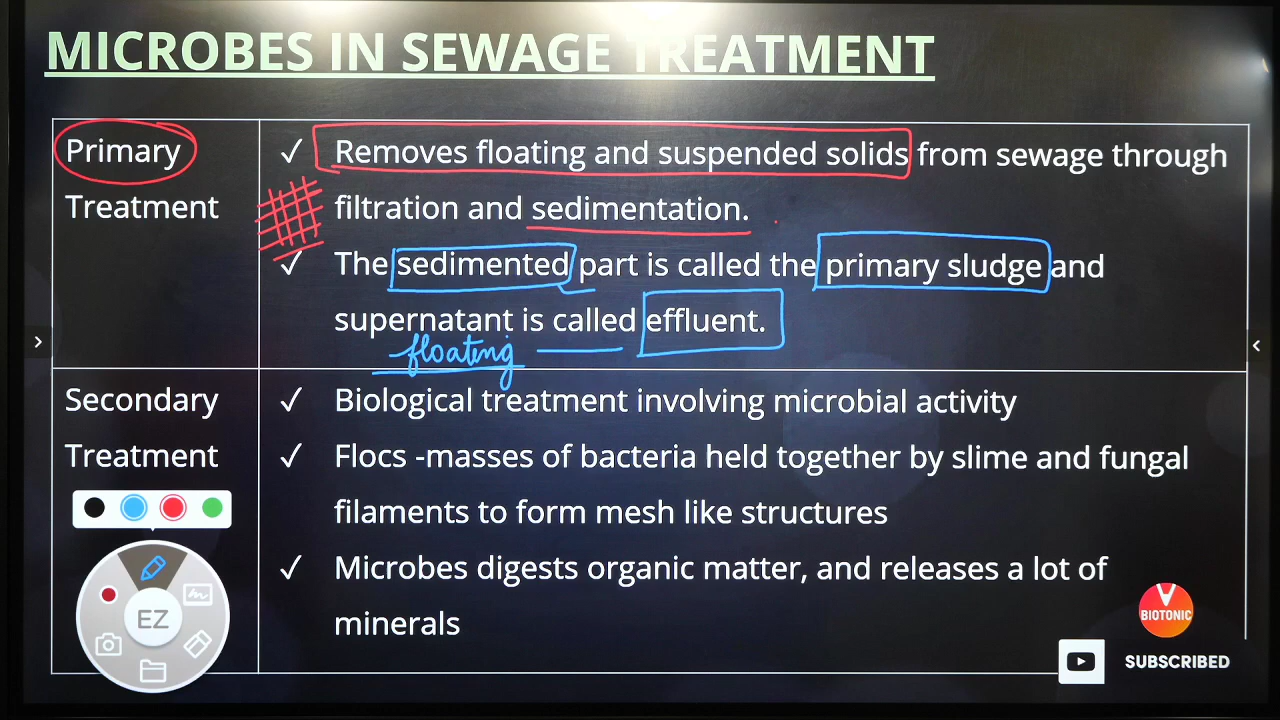 MICROBES IN SEWAGE TREATMENT
Primary
Treatment
✓ Removes floating and suspended solids from sewage through
filtration and sedimentation.
✓ The sedimented part is called the primary sludge and
supernatant is called effluent.
floating
Secondary
Treatment
✓ Biological treatment involving microbial activity
✓ Flocs -masses of bacteria held together by slime and fungal
filaments to form mesh like structures
✓ Microbes digests organic matter, and releases a lot of
minerals
EZ
BIOTONIC
SUBSCRIBED